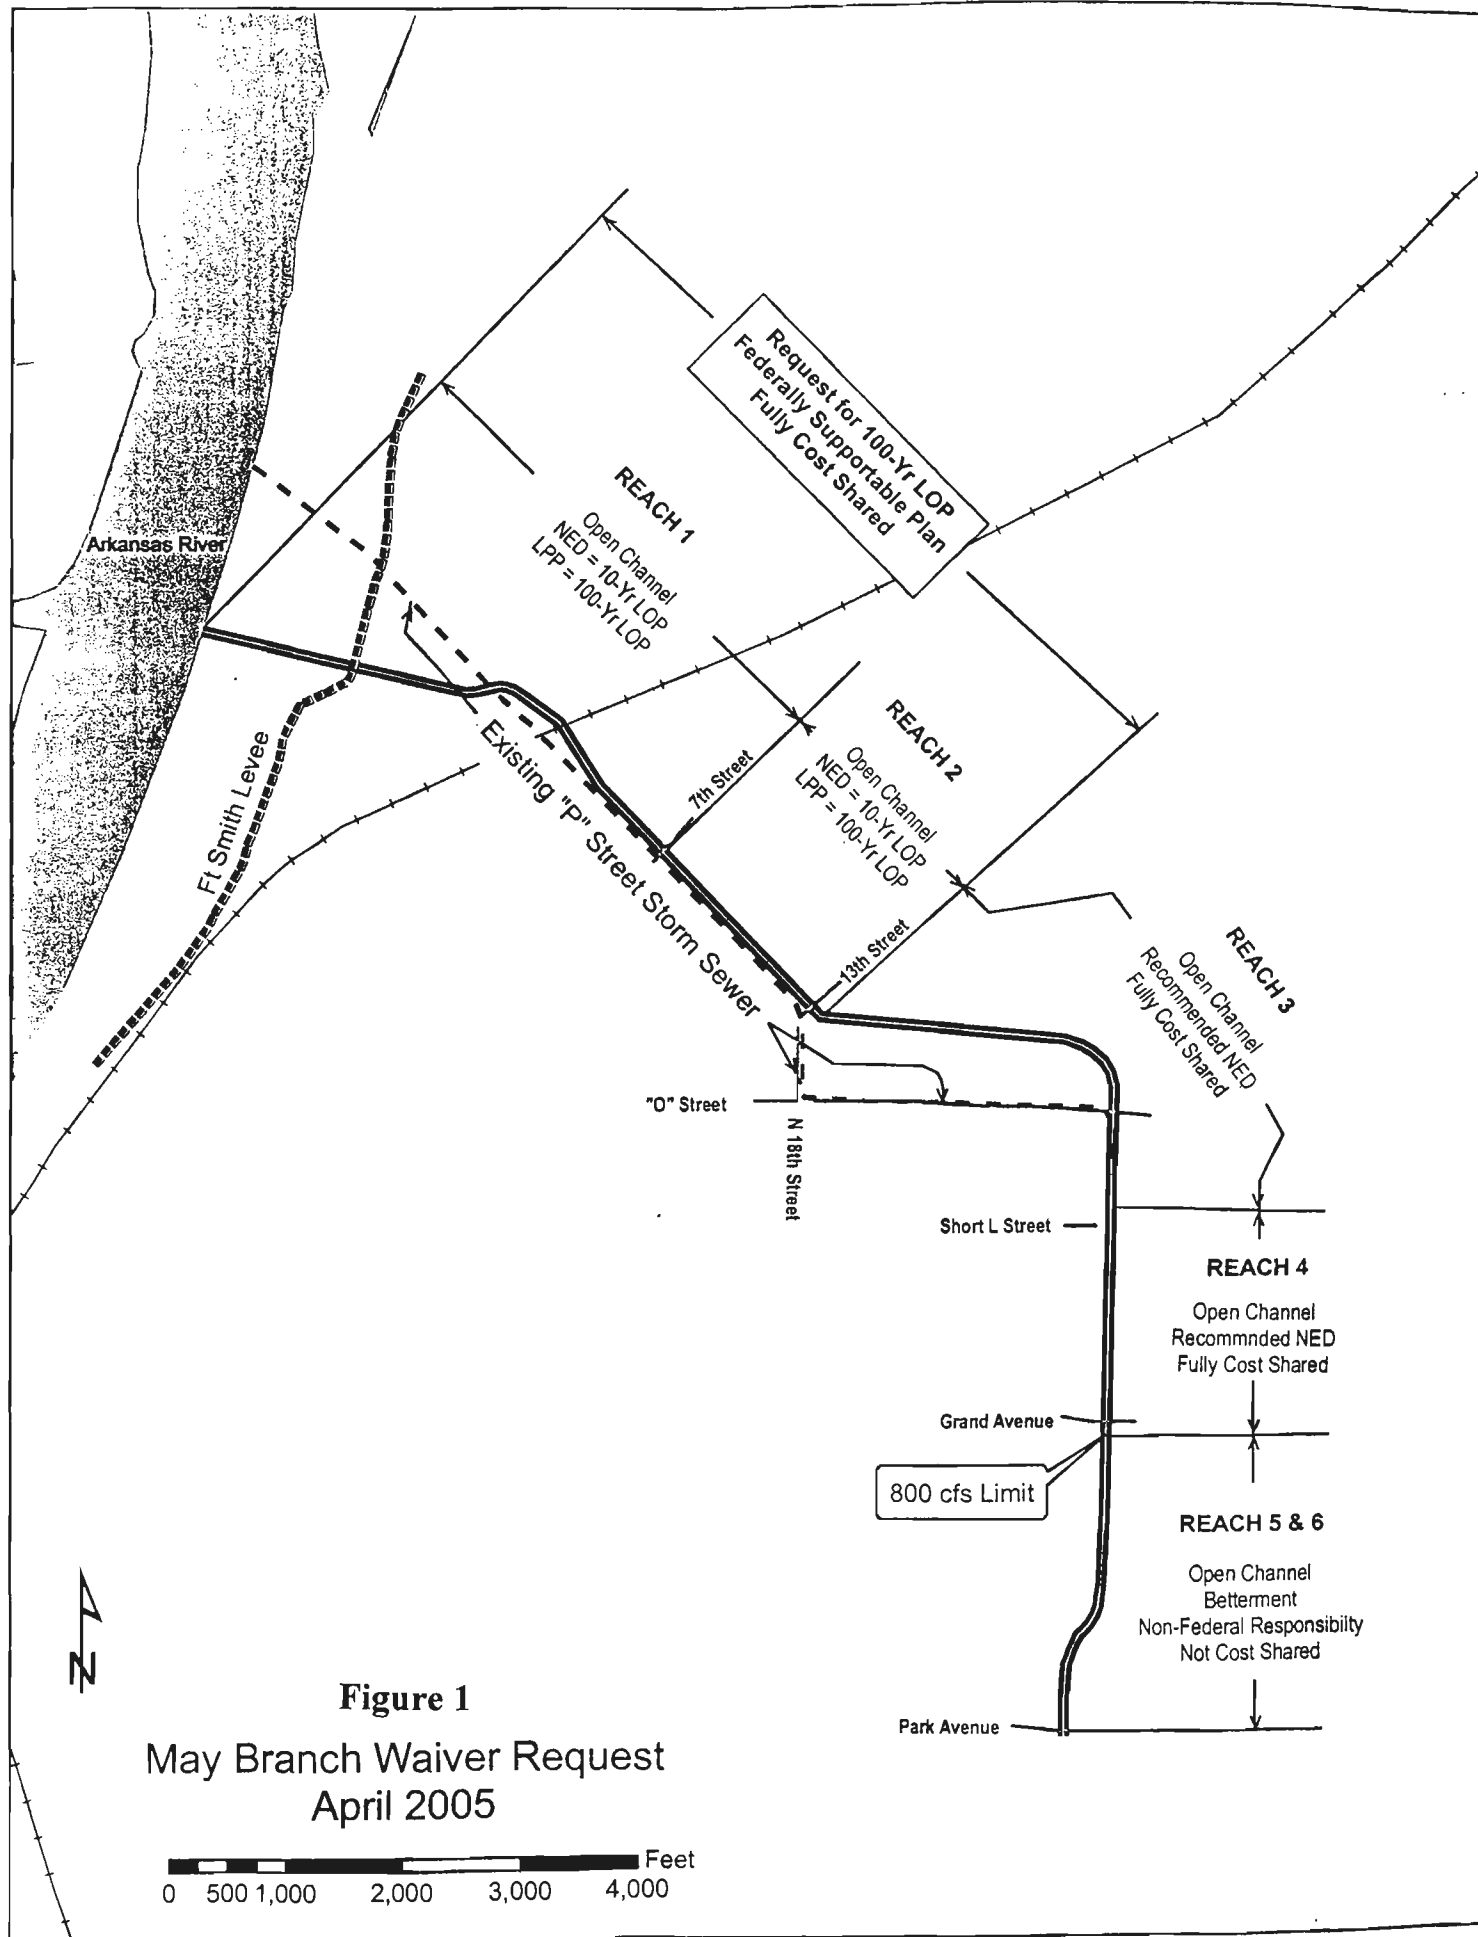 Request for 100-Yr LOP
Federally Supportable Plan
Fully Cost Shared
REACH 1
Open Channel
NED = 10-Yr LOP
LPP = 100-Yr LOP
Arkansas River
Ft Smith Levee
Existing "P" Street Storm Sewer
7th Street
REACH 2
Open Channel
NED = 10-Yr LOP
LPP = 100-Yr LOP
13th Street
REACH 3
Open Channel
Recommended NED
Fully Cost Shared
"O" Street
N 18th Street
Short L Street
REACH 4
Open Channel
Recommnded NED
Fully Cost Shared
Grand Avenue
800 cfs Limit
REACH 5 & 6
Open Channel
Betterment
Non-Federal Responsibilty
Not Cost Shared
Park Avenue
N
Figure 1
May Branch Waiver Request
April 2005
Feet
0 500 1,000 2,000 3,000 4,000